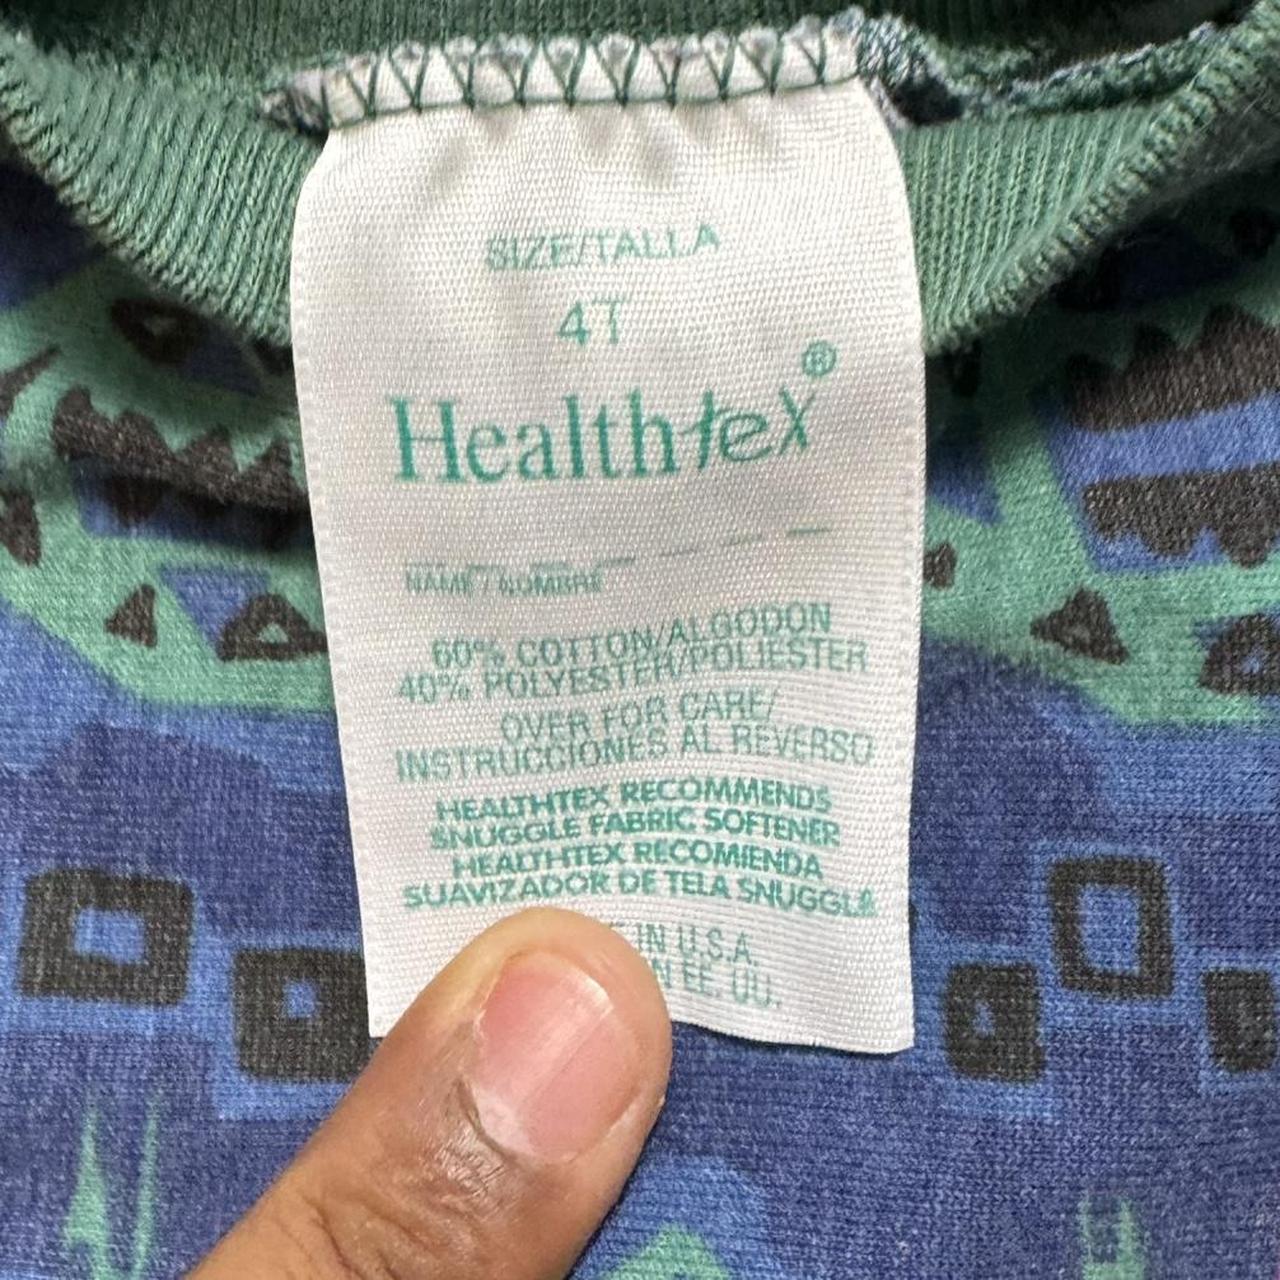 SIZE/TALLA
4T
Healthtex®
NAME / NOMBRE
60% COTTON/ALGODON
40% POLYESTER/POLIESTER
OVER FOR CARE/
INSTRUCCIONES AL REVERSO
HEALTHTEX RECOMMENDS
SNUGGLE FABRIC SOFTENER
HEALTHTEX RECOMIENDA
SUAVIZADOR DE TELA SNUGGLE
IN U.S.A.
EE. UU.